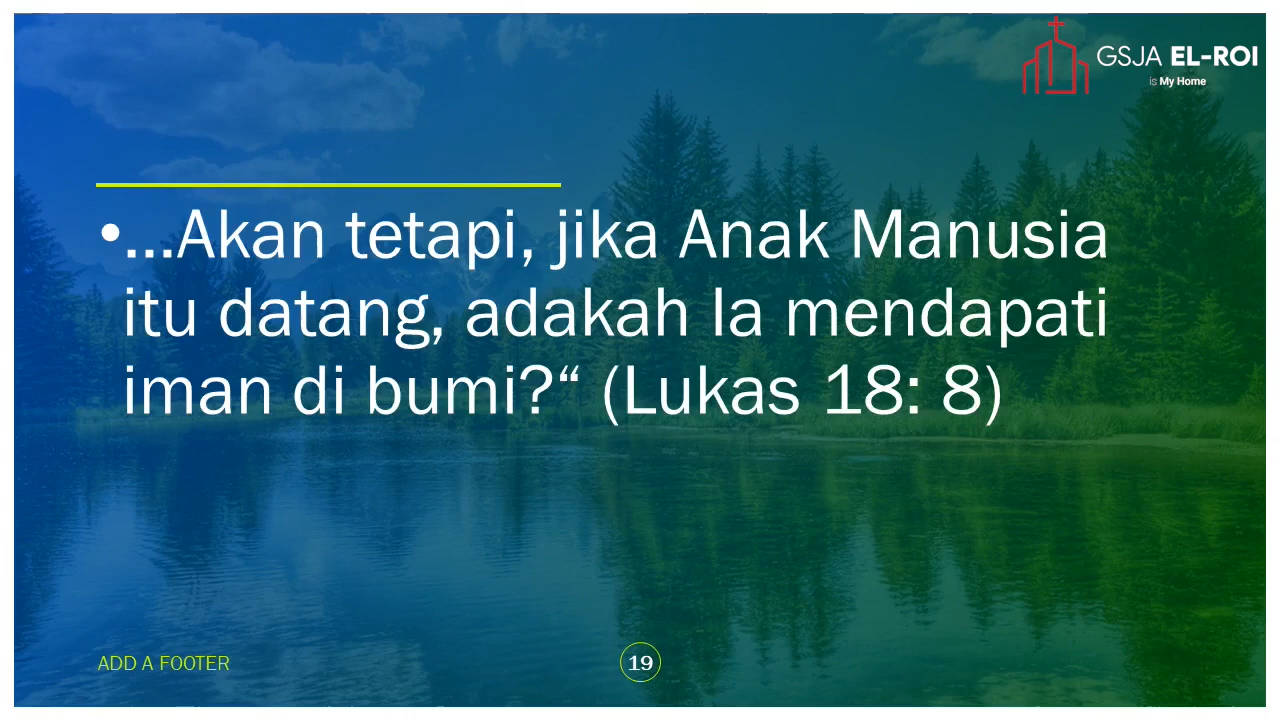 GSJA EL-ROI
is My Home
•...Akan tetapi, jika Anak Manusia
itu datang, adakah Ia mendapati
iman di bumi?“ (Lukas 18: 8)
ADD A FOOTER
19